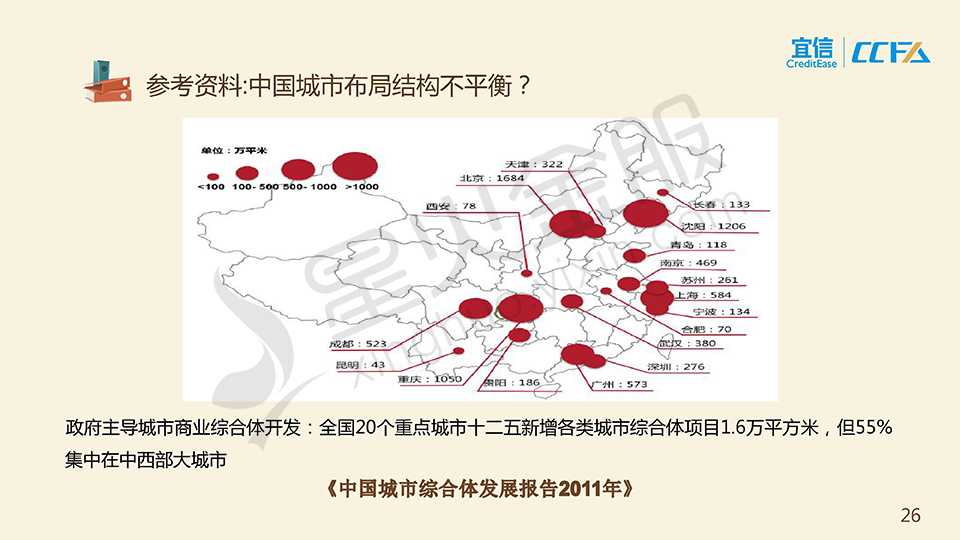 宜信
CreditEase
CCFA
参考资料:中国城市布局结构不平衡？
单位：万平米
<100 100- 500 500- 1000 >1000
天津：322
北京：1684
西安：78
长春：133
沈阳：1206
青岛：118
南京：469
苏州：261
上海：584
宁波：134
合肥：70
武汉：380
成都：523
昆明：43
重庆：1050
贵阳：186
深圳：276
广州：573
政府主导城市商业综合体开发：全国20个重点城市十二五新增各类城市综合体项目1.6万平方米，但55%
集中在中西部大城市
《中国城市综合体发展报告2011年》
26